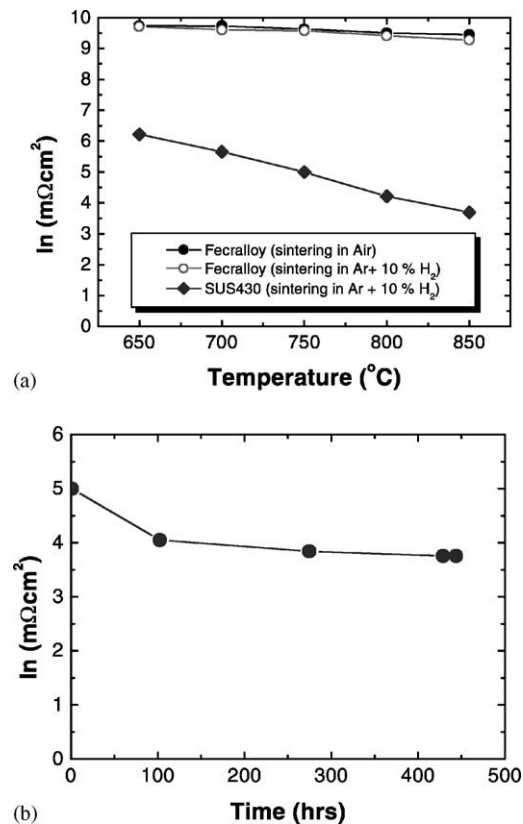 (a)
ln (mΩcm²)
10
9
8
7
6
5
4
3
2
1
0
Fecralloy (sintering in Air)
Fecralloy (sintering in Ar+ 10 % H₂)
SUS430 (sintering in Ar + 10 % H₂)
650 700 750 800 850
Temperature (°C)
(b)
ln (mΩcm²)
6
5
4
3
2
1
0
0 100 200 300 400 500
Time (hrs)